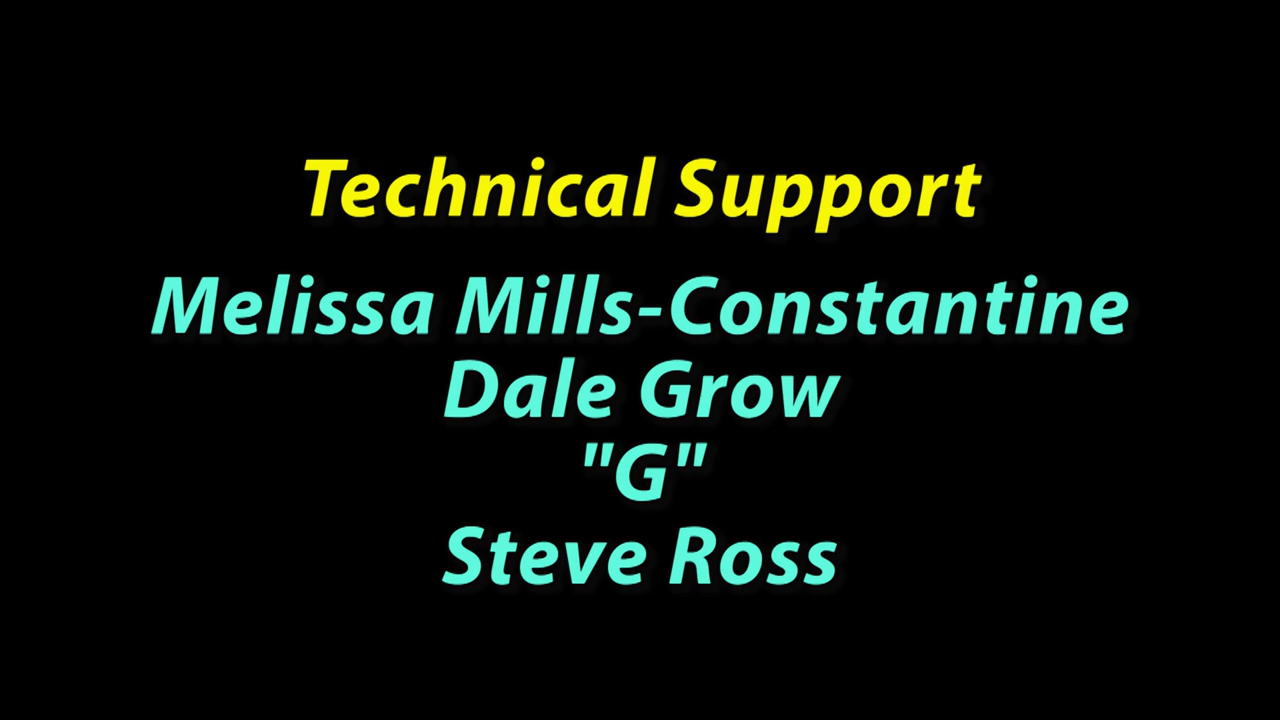 Technical Support
Melissa Mills-Constantine
Dale Grow
"G"
Steve Ross